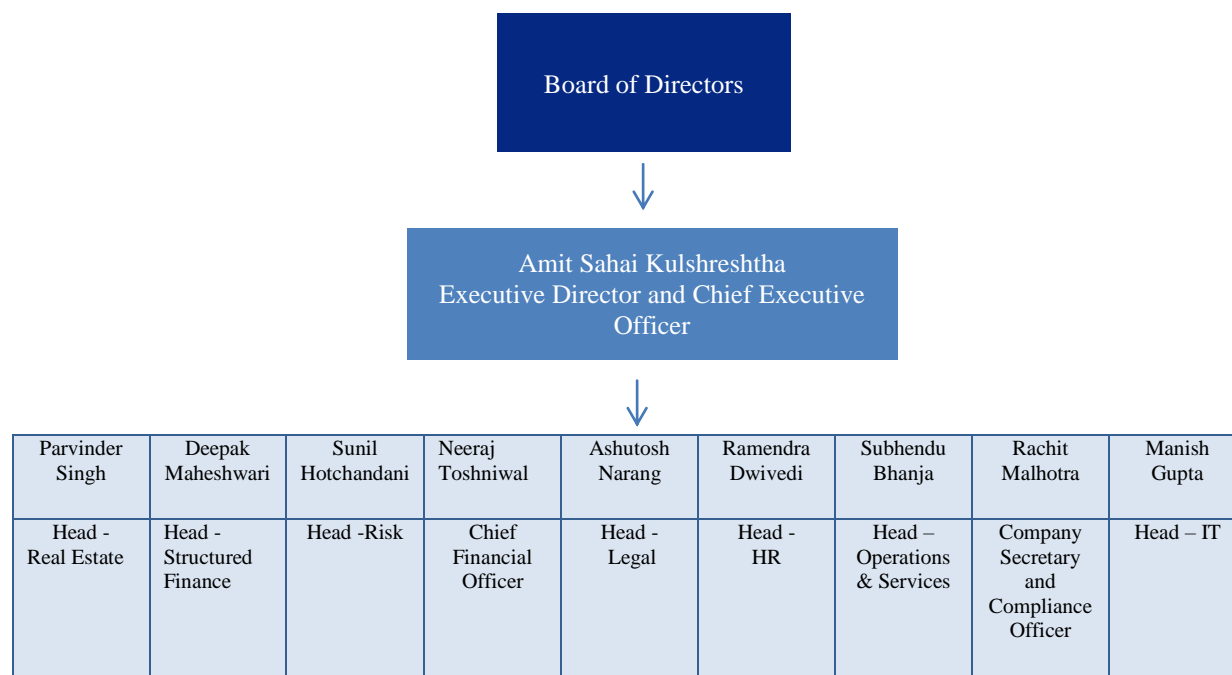 Board of Directors
Amit Sahai Kulshreshtha
Executive Director and Chief Executive
Officer
Parvinder
Singh
Deepak
Maheshwari
Sunil
Hotchandani
Neeraj
Toshniwal
Ashutosh
Narang
Ramendra
Dwivedi
Subhendu
Bhanja
Rachit
Malhotra
Manish
Gupta
Head -
Real Estate
Head -
Structured
Finance
Head -Risk
Chief
Financial
Officer
Head -
Legal
Head -
HR
Head –
Operations
& Services
Company
Secretary
and
Compliance
Officer
Head – IT